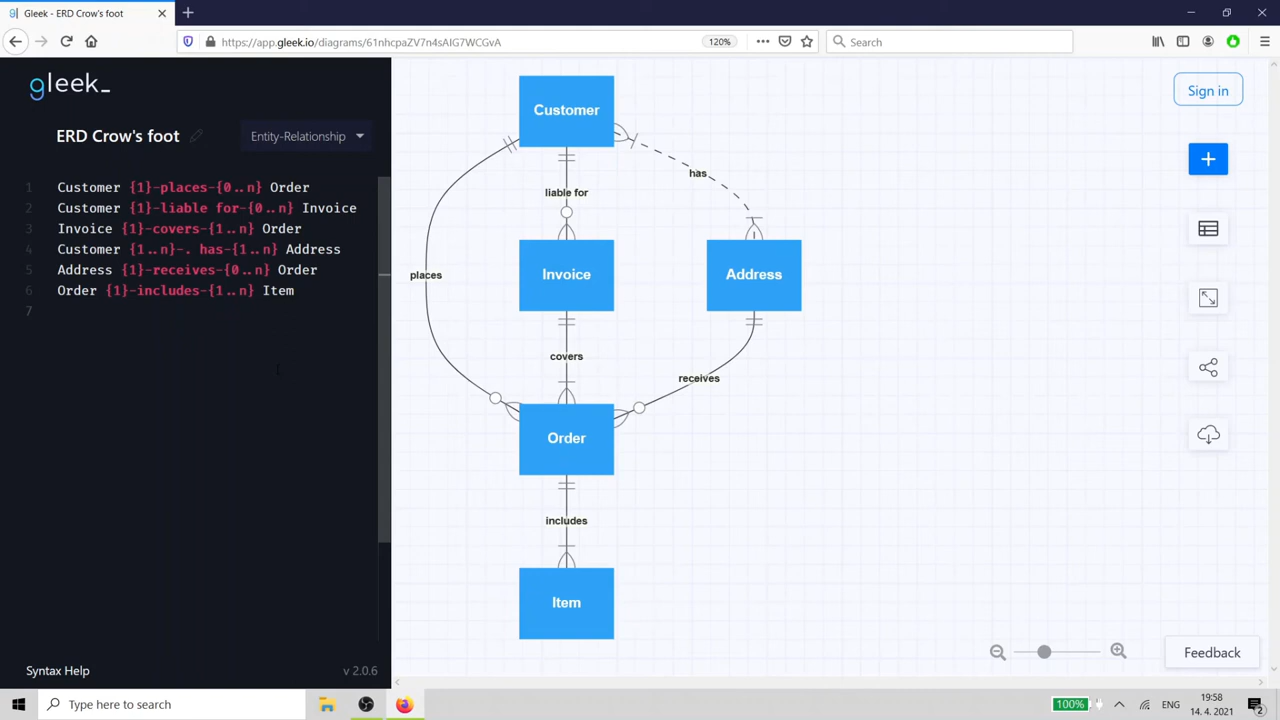 Gleek - ERD Crow's foot
https://app.gleek.io/diagrams/61nhcpaZV7n4sAIG7WCGvA
120%
Search
gleek_
Sign in
ERD Crow's foot
Entity-Relationship
1 Customer {1}-places-{0..n} Order
2 Customer {1}-liable for-{0..n} Invoice
3 Invoice {1}-covers-{1..n} Order
4 Customer {1..n}-. has-{1..n} Address
5 Address {1}-receives-{0..n} Order
6 Order {1}-includes-{1..n} Item
7
Customer
has
liable for
places
Invoice
Address
covers
receives
Order
includes
Item
Syntax Help
v 2.0.6
Feedback
Type here to search
100%
ENG
19:58
14. 4. 2021
2